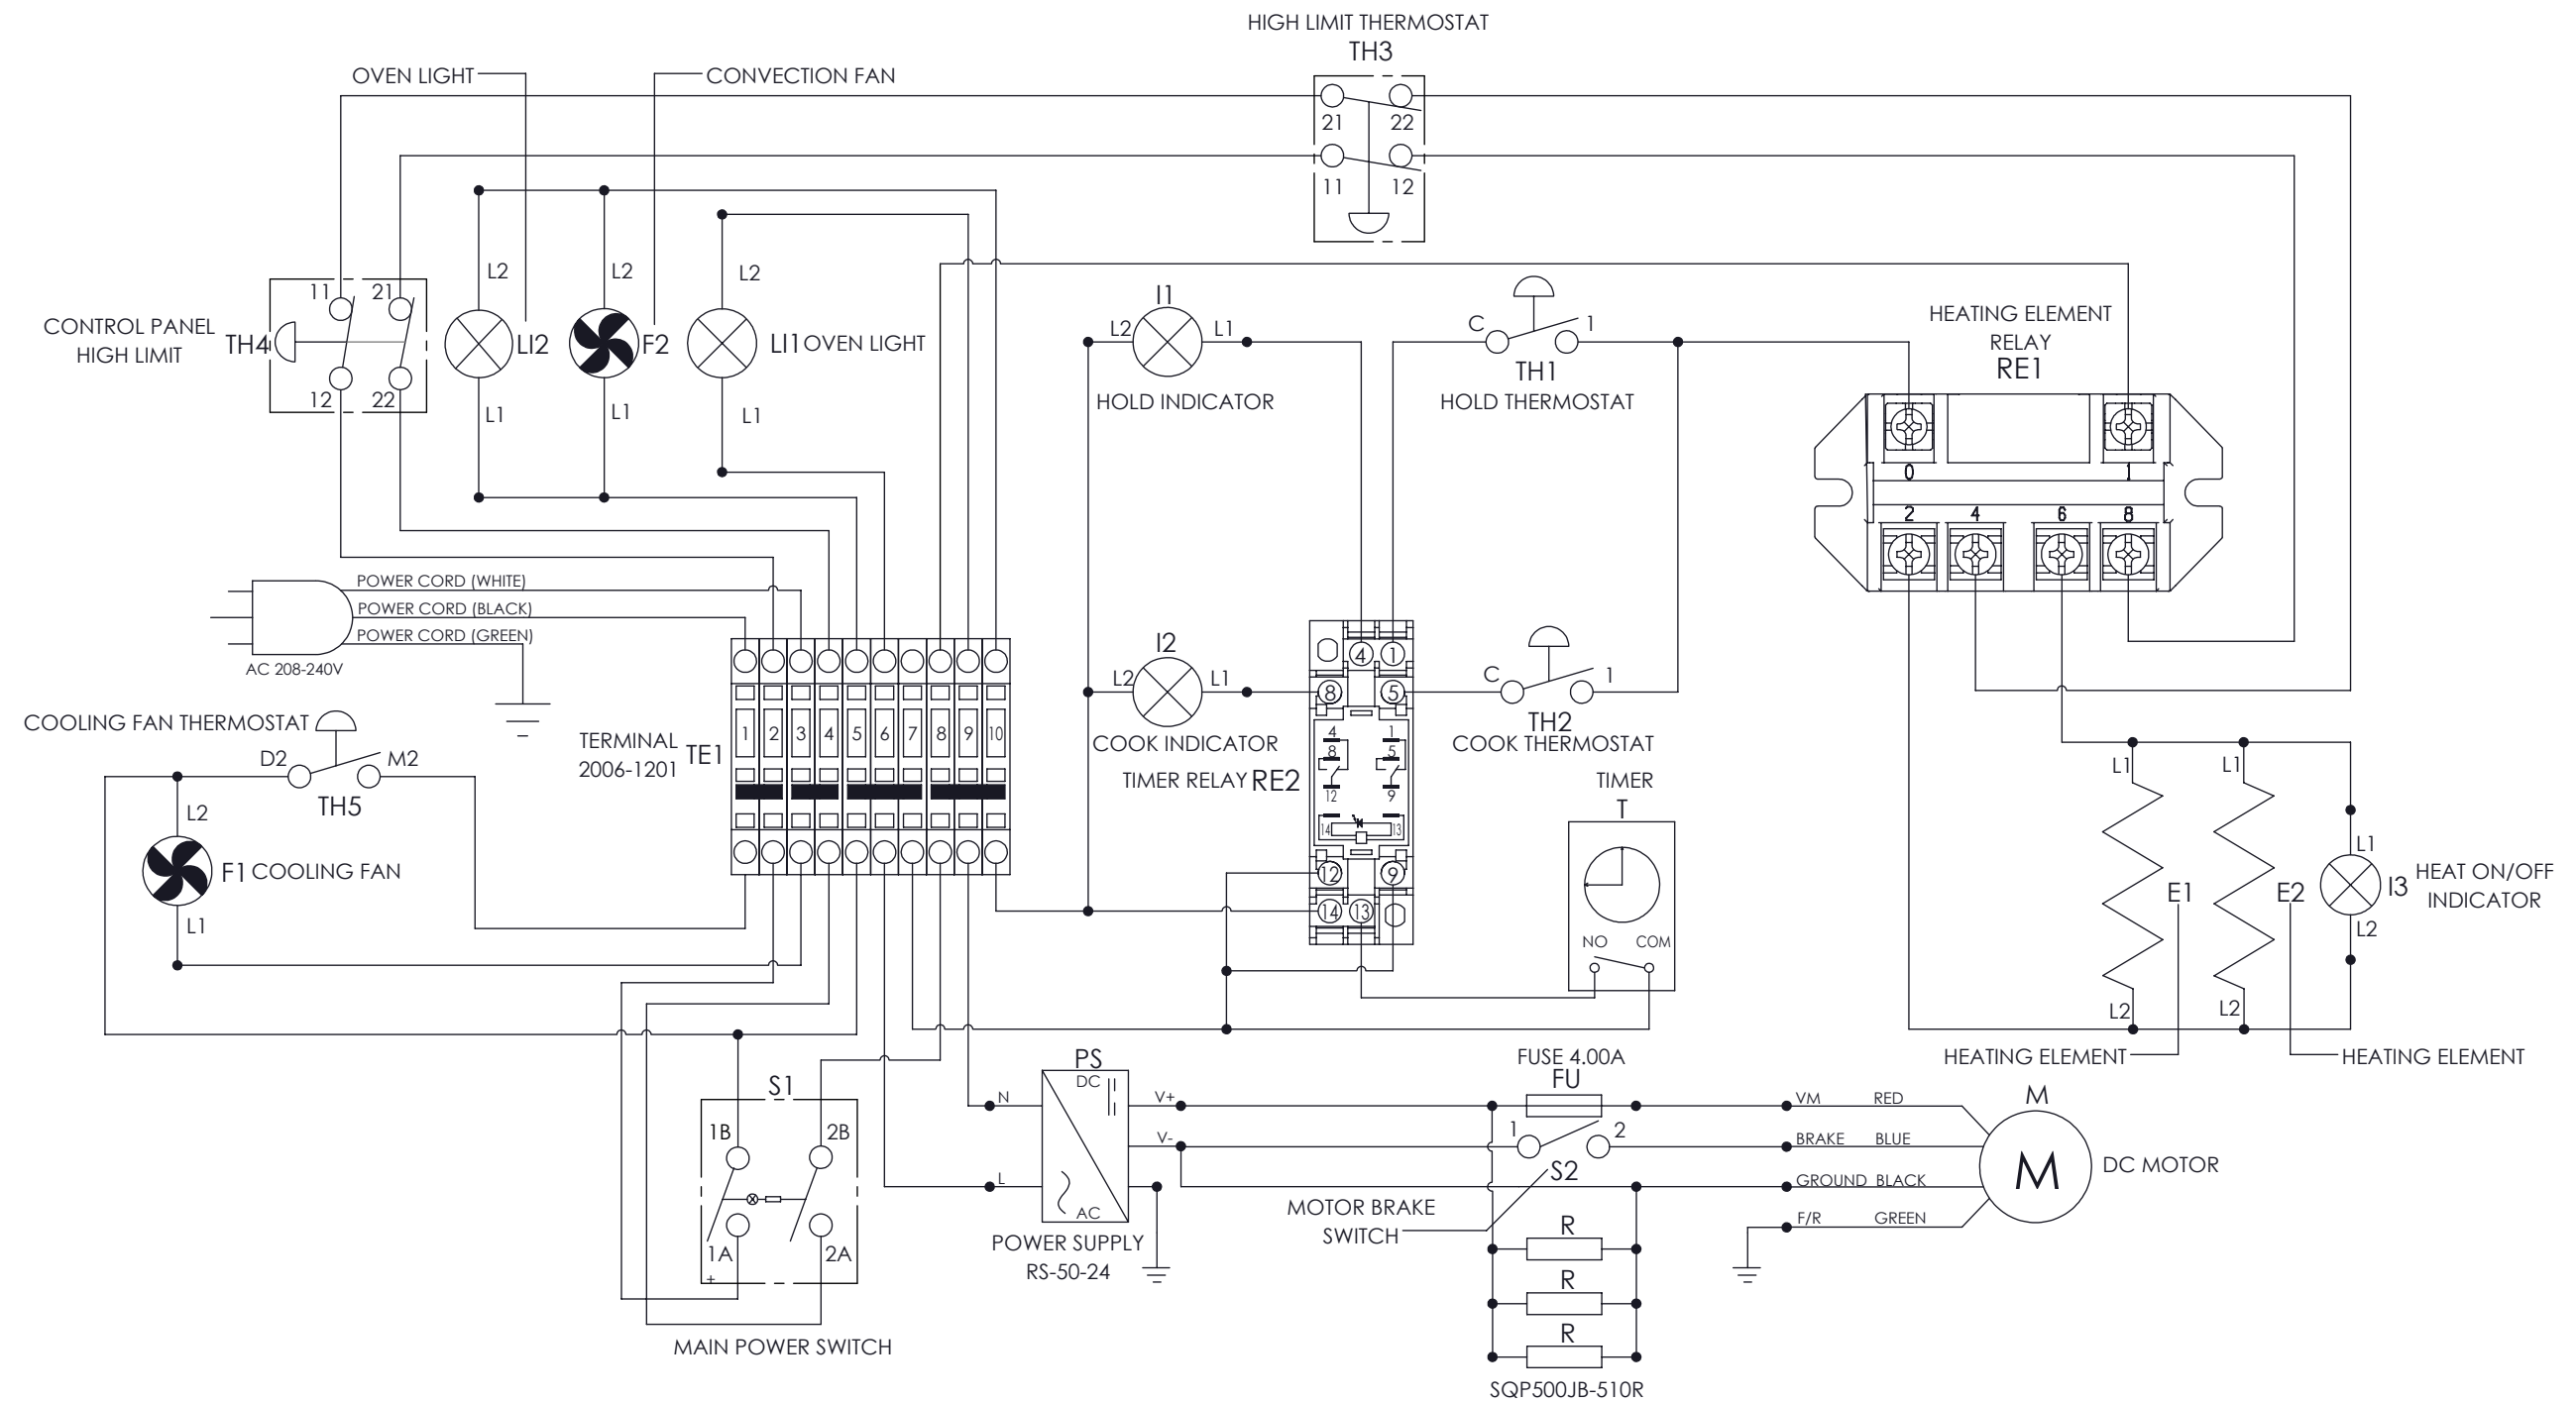 HIGH LIMIT THERMOSTAT
TH3
21 22
11 12
OVEN LIGHT
CONVECTION FAN
CONTROL PANEL
HIGH LIMIT
TH4
11 21
12 22
L2
LI2
L1
L2
F2
L1
L2
LI1 OVEN LIGHT
L1
I1
L2 L1
HOLD INDICATOR
C 1
TH1
HOLD THERMOSTAT
HEATING ELEMENT
RELAY
RE1
0 1
2 4 6 8
POWER CORD (WHITE)
POWER CORD (BLACK)
POWER CORD (GREEN)
AC 208-240V
COOLING FAN THERMOSTAT
D2 M2
TH5
L2
F1 COOLING FAN
L1
TERMINAL
2006-1201
TE1
1 2 3 4 5 6 7 8 9 10
I2
L2 L1
COOK INDICATOR
TIMER RELAY RE2
4 1
8 5
4 1
8 5
12 9
14 13
12 9
14 13
C 1
TH2
COOK THERMOSTAT
TIMER
T
NO COM
L1 L1
E1 E2
L2 L2
HEATING ELEMENT
HEATING ELEMENT
L1
I3
L2
HEAT ON/OFF
INDICATOR
S1
1B 2B
1A 2A
+
MAIN POWER SWITCH
PS
DC
AC
N
L
V+
V-
POWER SUPPLY
RS-50-24
FUSE 4.00A
FU
1 2
S2
MOTOR BRAKE
SWITCH
R
R
R
SQP500JB-510R
VM RED
BRAKE BLUE
GROUND BLACK
F/R GREEN
M
M
DC MOTOR